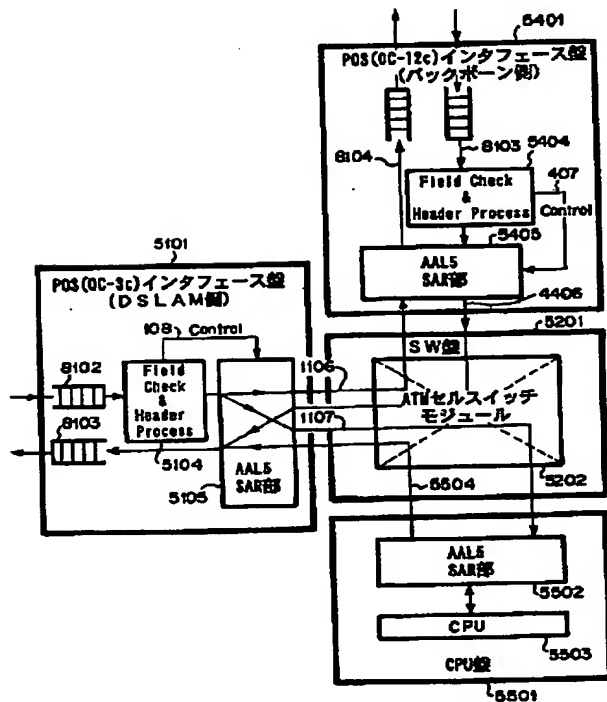 5401
POS(OC-12c)インタフェース盤
(バックボーン側)
8104
8103
5404
407
Field Check
&
Header Process
Control
5405
AAL5
SAR部
4406
5101
POS(OC-3c)インタフェース盤
(DSLAM側)
108
Control
8102
8103
Field
Check
&
Header
Process
5104
5105
AAL5
SAR部
1106
1107
5201
SW盤
ATMセルスイッチ
モジュール
5202
5504
AAL5
SAR部
5502
CPU
5503
CPU盤
5501